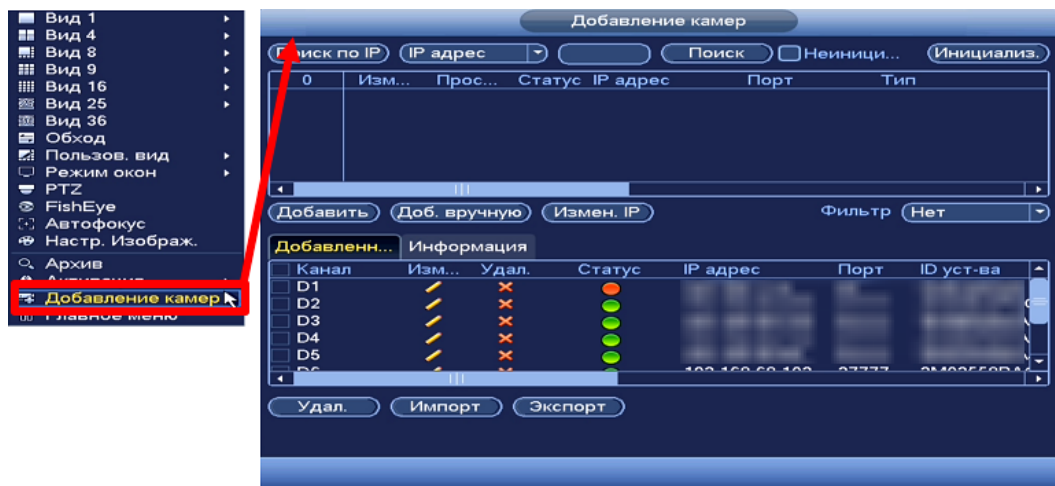 Вид 1
Вид 4
Вид 8
Вид 9
Вид 16
Вид 25
Вид 36
Обход
Пользов. вид
Режим окон
PTZ
FishEye
Автофокус
Настр. Изображ.
Архив
Добавление камер
Главное меню
Добавление камер
Поиск по IP) IP адрес Поиск Неиници... Инициализ.
0 Изм... Прос... Статус IP адрес Порт Тип
Добавить Доб. вручную Измен. IP Фильтр Нет
Добавленн... Информация
Канал Изм... Удал. Статус IP адрес Порт ID уст-ва
D1
D2
D3
D4
D5
Удал. Импорт Экспорт